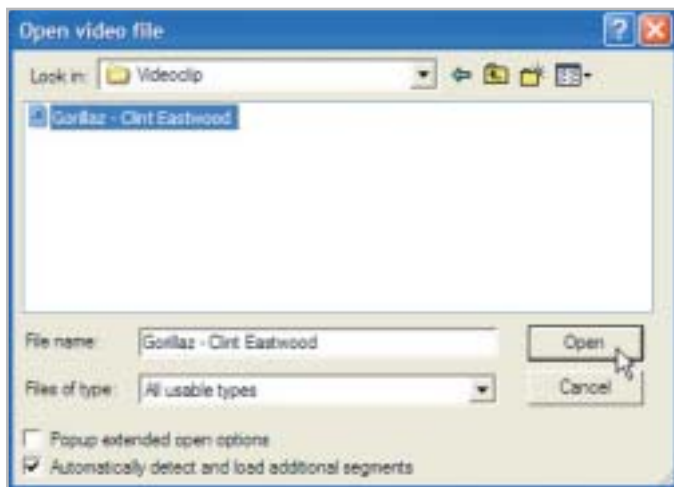 Open video file
Look in: Videoclip
Gorillaz - Clint Eastwood
File name: Gorillaz - Clint Eastwood
Open
Files of type: All usable types
Cancel
Popup extended open options
Automatically detect and load additional segments